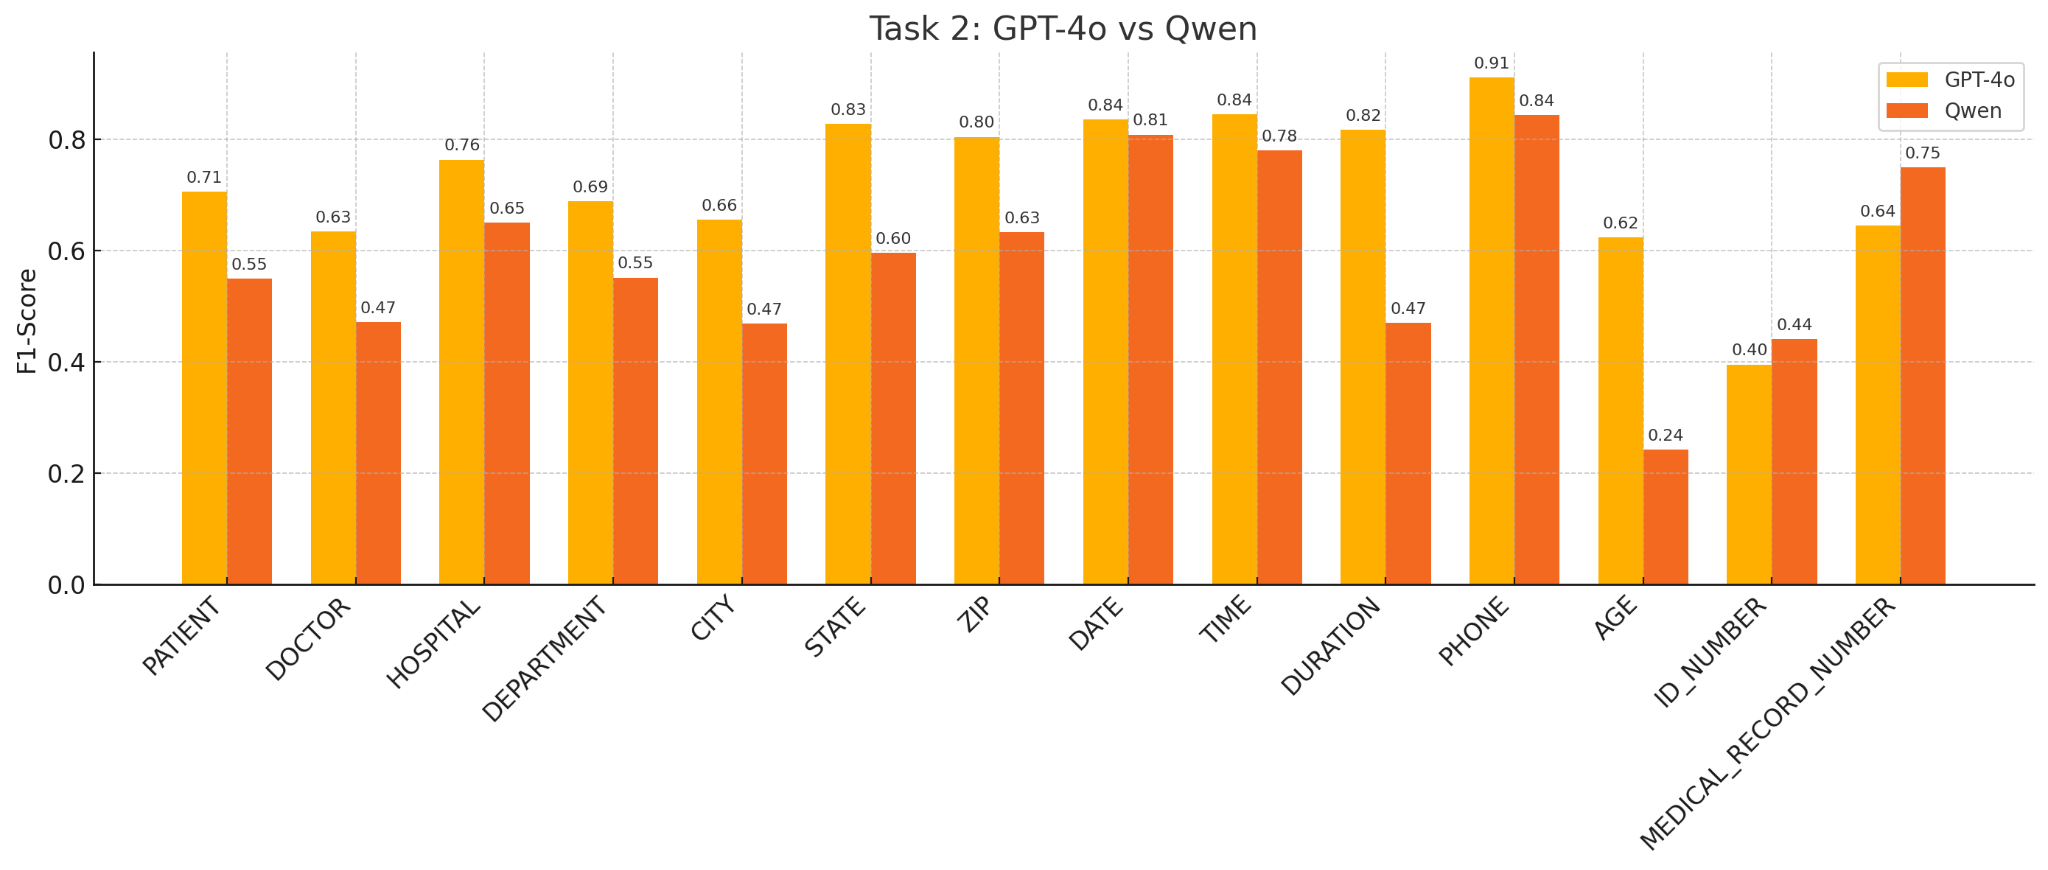 Task 2: GPT-4o vs Qwen
GPT-4o
Qwen
F1-Score
0.8
0.6
0.4
0.2
0.0
0.71
0.55
0.63
0.47
0.76
0.65
0.69
0.55
0.66
0.47
0.83
0.60
0.80
0.63
0.84
0.81
0.84
0.78
0.82
0.47
0.91
0.84
0.62
0.24
0.40
0.44
0.64
0.75
PATIENT
DOCTOR
HOSPITAL
DEPARTMENT
CITY
STATE
ZIP
DATE
TIME
DURATION
PHONE
AGE
ID_NUMBER
MEDICAL_RECORD_NUMBER